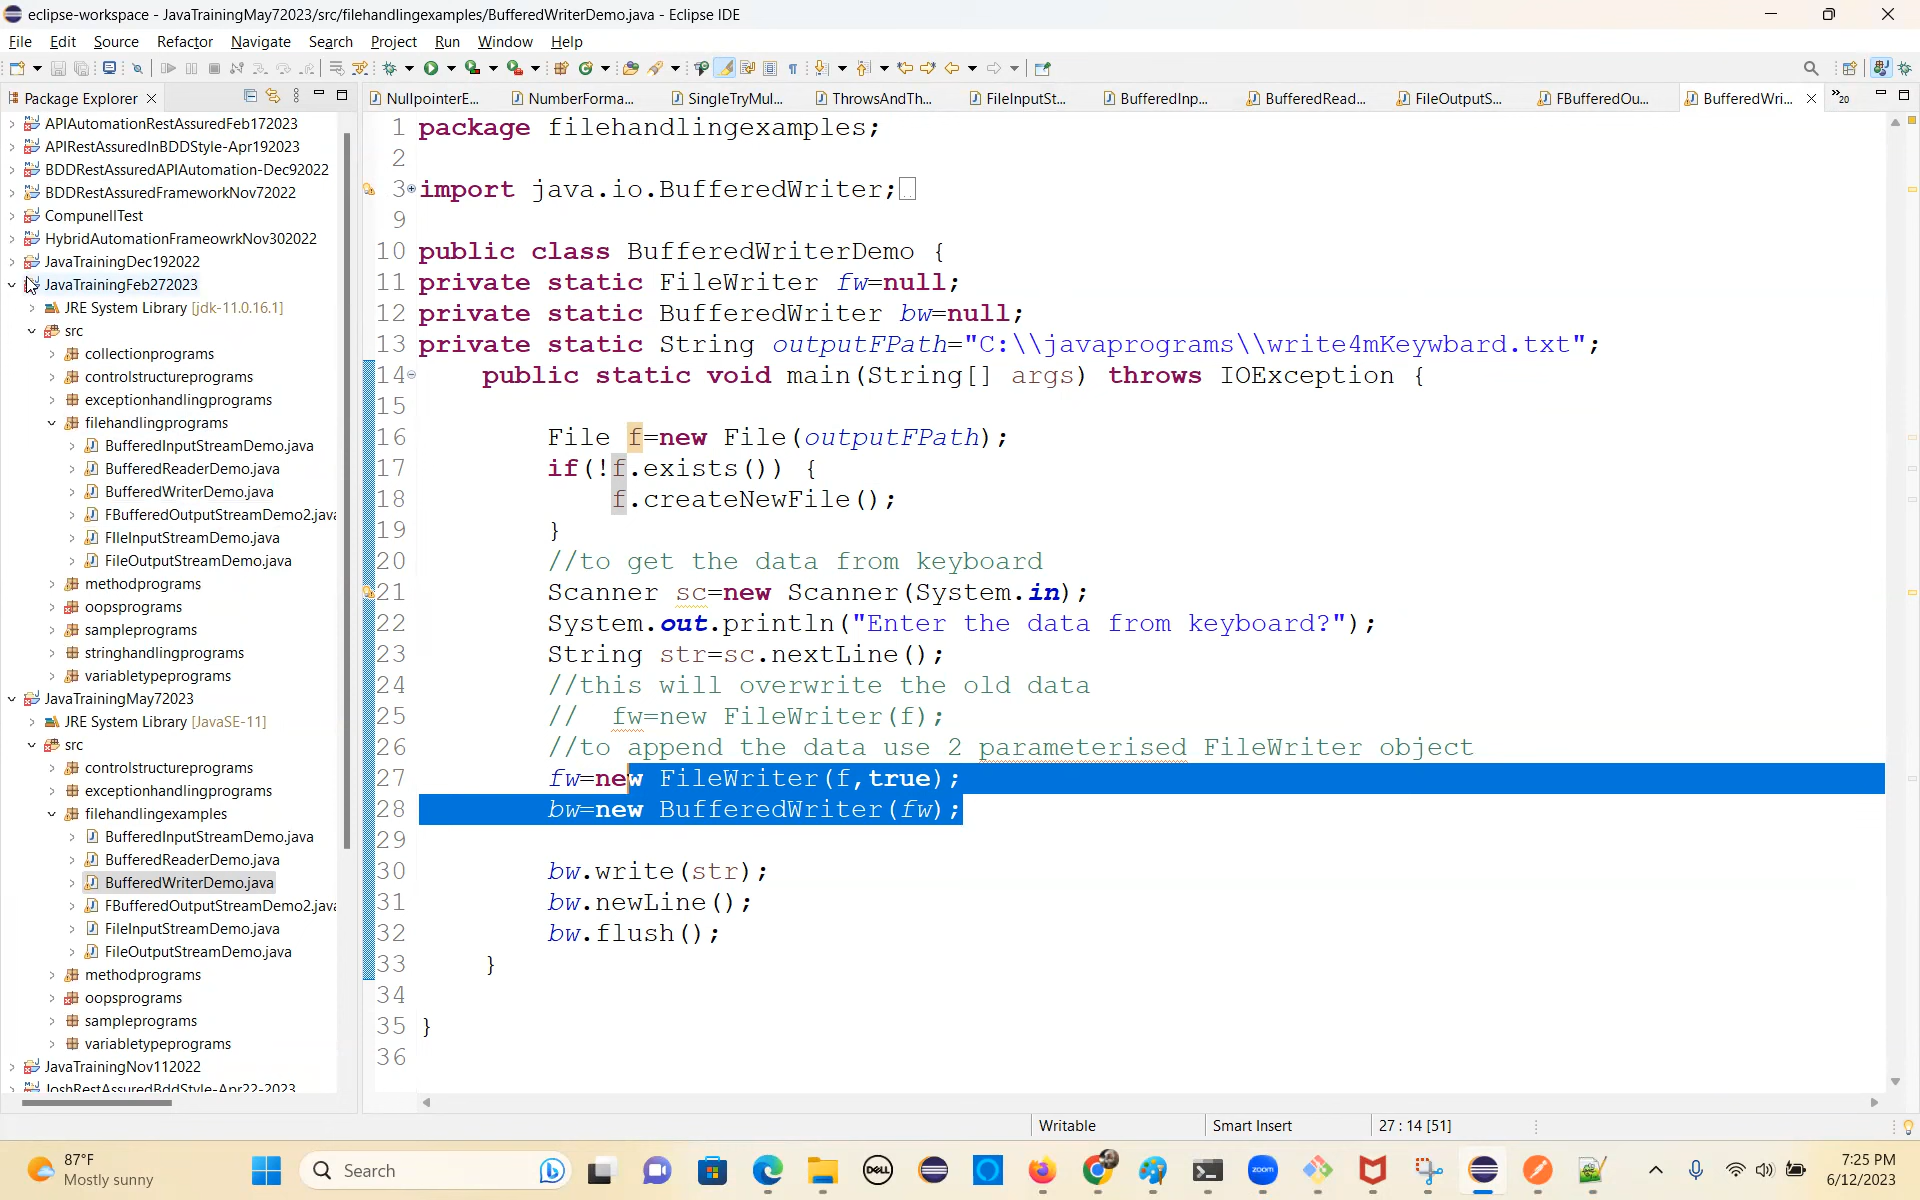 eclipse-workspace - JavaTrainingMay72023/src/filehandlingexamples/BufferedWriterDemo.java - Eclipse IDE
File Edit Source Refactor Navigate Search Project Run Window Help
Package Explorer
NullpointerE... NumberForma... SingleTryMul... ThrowsAndTh... FileInputSt... BufferedInp... BufferedRead... FileOutputS... FBufferedOu... BufferedWri... »20
APIAutomationRestAssuredFeb172023
APIRestAssuredInBDDStyle-Apr192023
BDDRestAssuredAPIAutomation-Dec92022
BDDRestAssuredFrameworkNov72022
CompunellTest
HybridAutomationFrameowrkNov302022
JavaTrainingDec192022
JavaTrainingFeb272023
JRE System Library [jdk-11.0.16.1]
src
collectionprograms
controlstructureprograms
exceptionhandlingprograms
filehandlingprograms
BufferedInputStreamDemo.java
BufferedReaderDemo.java
BufferedWriterDemo.java
FBufferedOutputStreamDemo2.java
FIleInputStreamDemo.java
FileOutputStreamDemo.java
methodprograms
oopsprograms
sampleprograms
stringhandlingprograms
variabletypeprograms
JavaTrainingMay72023
JRE System Library [JavaSE-11]
src
controlstructureprograms
exceptionhandlingprograms
filehandlingexamples
BufferedInputStreamDemo.java
BufferedReaderDemo.java
BufferedWriterDemo.java
FBufferedOutputStreamDemo2.java
FileInputStreamDemo.java
FileOutputStreamDemo.java
methodprograms
oopsprograms
sampleprograms
variabletypeprograms
JavaTrainingNov112022
JoshRestAssuredBddStyle-Apr22-2023
1 package filehandlingexamples;
2
3 import java.io.BufferedWriter;
9
10 public class BufferedWriterDemo {
11 private static FileWriter fw=null;
12 private static BufferedWriter bw=null;
13 private static String outputFPath="C:\\javaprograms\\write4mKeywbard.txt";
14 public static void main(String[] args) throws IOException {
15
16 File f=new File(outputFPath);
17 if(!f.exists()) {
18 f.createNewFile();
19 }
20 //to get the data from keyboard
21 Scanner sc=new Scanner(System.in);
22 System.out.println("Enter the data from keyboard?");
23 String str=sc.nextLine();
24 //this will overwrite the old data
25 // fw=new FileWriter(f);
26 //to append the data use 2 parameterised FileWriter object
27 fw=new FileWriter(f,true);
28 bw=new BufferedWriter(fw);
29
30 bw.write(str);
31 bw.newLine();
32 bw.flush();
33 }
34
35 }
36
Writable Smart Insert 27 : 14 [51]
87°F
Mostly sunny
Search
DELL
zoom
7:25 PM
6/12/2023